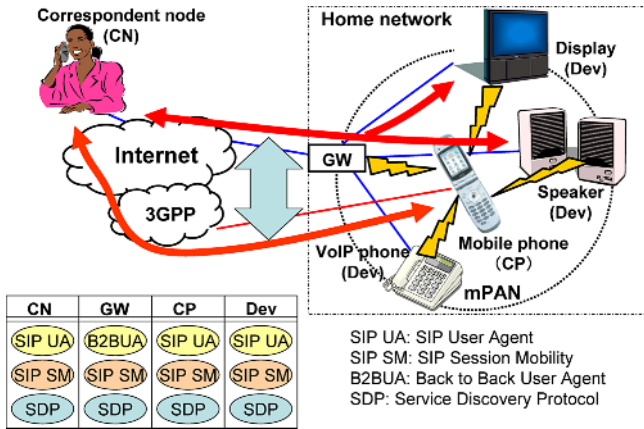 Correspondent node
(CN)
Home network
Display
(Dev)
Internet
GW
3GPP
Speaker
(Dev)
Mobile phone
(CP)
VoIP phone
(Dev)
mPAN
CN GW CP Dev
SIP UA B2BUA SIP UA SIP UA
SIP SM SIP SM SIP SM SIP SM
SDP SDP SDP SDP
SIP UA: SIP User Agent
SIP SM: SIP Session Mobility
B2BUA: Back to Back User Agent
SDP: Service Discovery Protocol